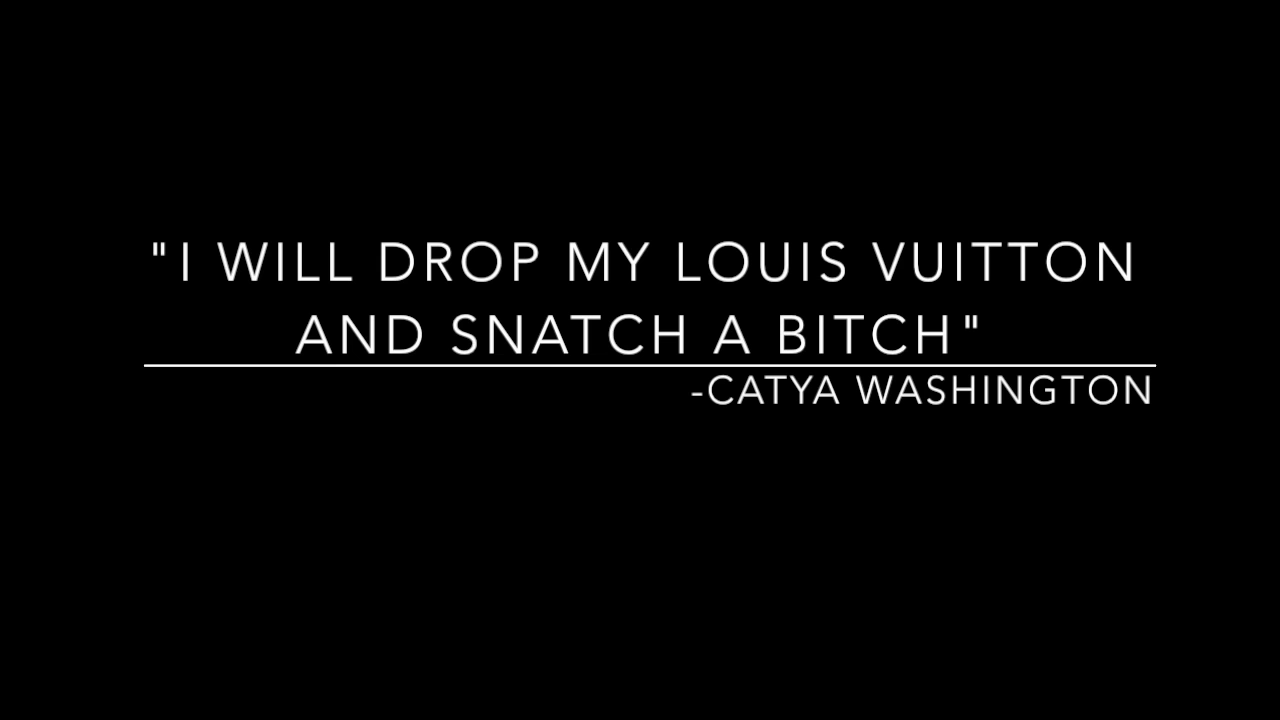 "I WILL DROP MY LOUIS VUITTON
AND SNATCH A BITCH"
-CATYA WASHINGTON